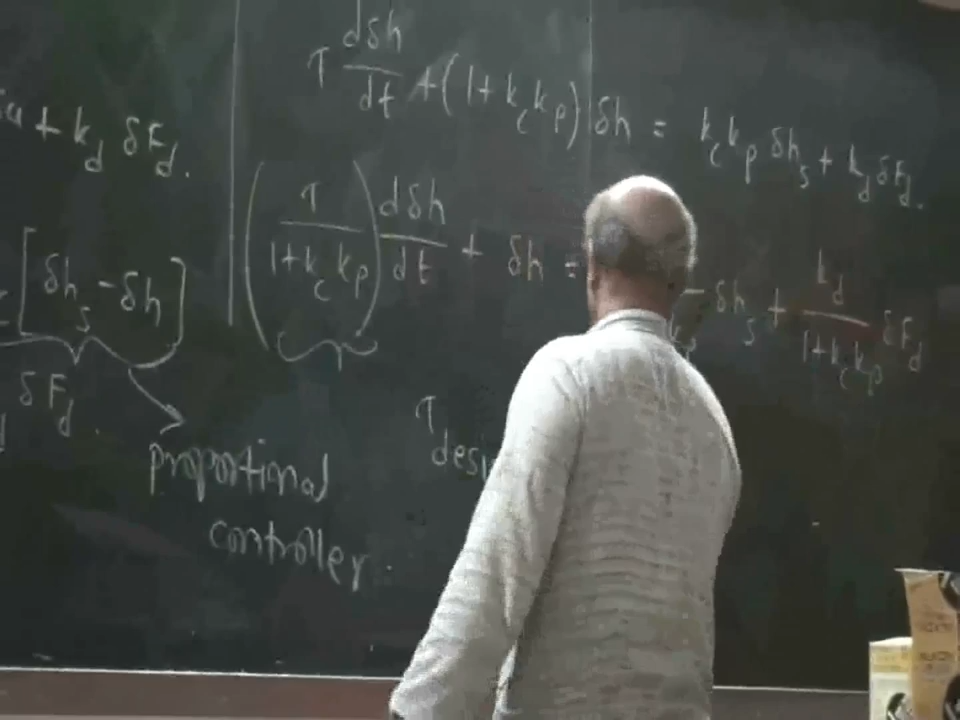 + k_d δF_d.
[δh_s - δh]
δF_d.
proportional
controller.
τ dδh/dt + (1 + k_c k_p) δh = k_c k_p δh_s + k_d δF_d.
(τ / (1 + k_c k_p)) dδh/dt + δh = δh_s + k_d / (1 + k_c k_p) δF_d
τ_desi